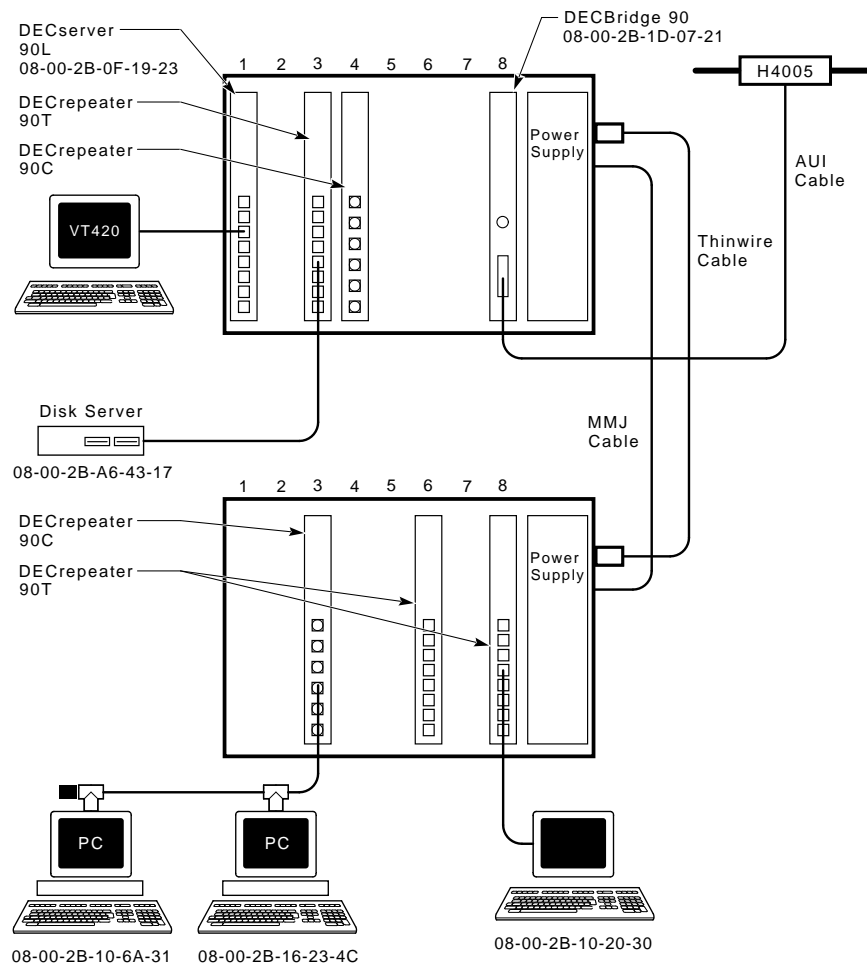 DECserver
90L
08-00-2B-0F-19-23
DECBridge 90
08-00-2B-1D-07-21
1 2 3 4 5 6 7 8
H4005
DECrepeater
90T
DECrepeater
90C
Power
Supply
AUI
Cable
VT420
Thinwire
Cable
Disk Server
08-00-2B-A6-43-17
MMJ
Cable
1 2 3 4 5 6 7 8
DECrepeater
90C
DECrepeater
90T
Power
Supply
PC
PC
08-00-2B-10-6A-31
08-00-2B-16-23-4C
08-00-2B-10-20-30